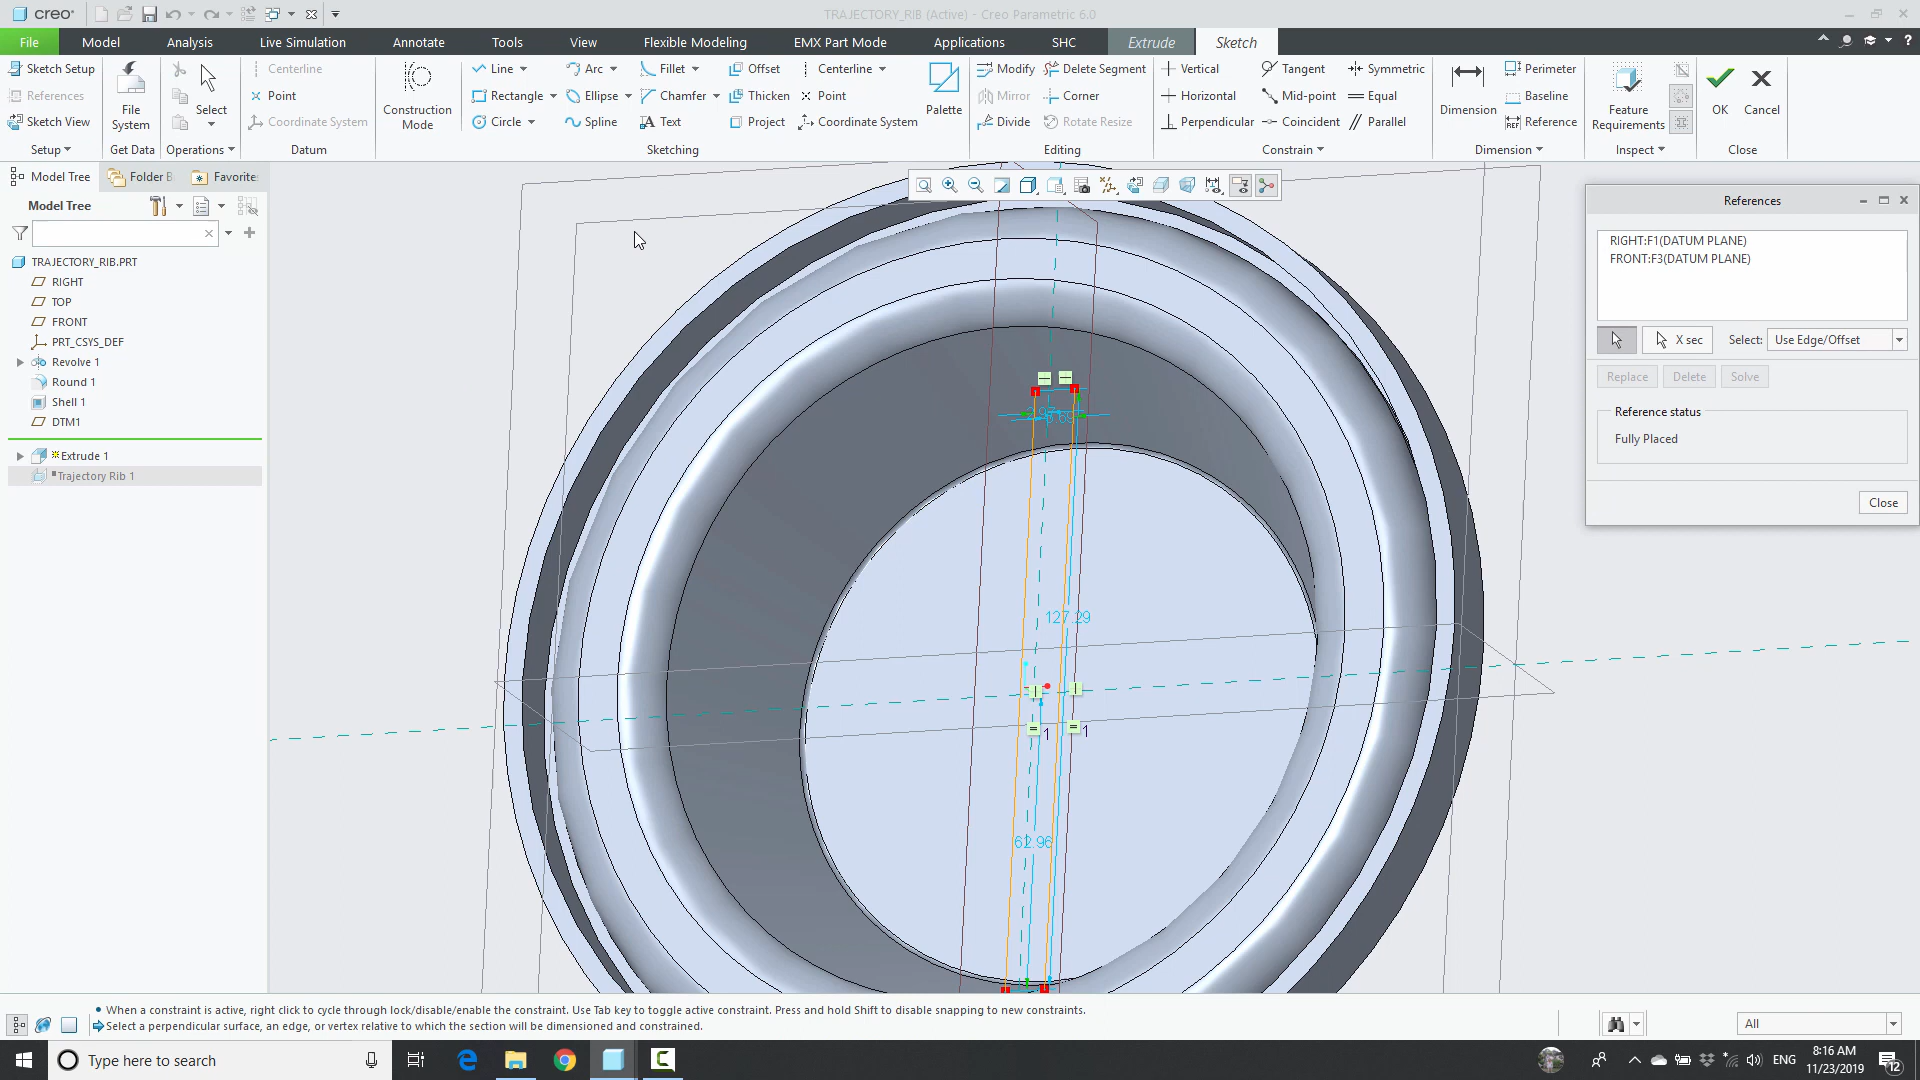 creo
TRAJECTORY_RIB (Active) - Creo Parametric 6.0
File
Model
Analysis
Live Simulation
Annotate
Tools
View
Flexible Modeling
EMX Part Mode
Applications
SHC
Extrude
Sketch
Sketch Setup
References
Sketch View
Setup
File System
Get Data
Select
Operations
Centerline
Point
Coordinate System
Datum
Construction Mode
Line
Arc
Fillet
Offset
Centerline
Rectangle
Ellipse
Chamfer
Thicken
Point
Circle
Spline
Text
Project
Coordinate System
Palette
Sketching
Modify
Delete Segment
Mirror
Corner
Divide
Rotate Resize
Editing
Vertical
Tangent
Symmetric
Horizontal
Mid-point
Equal
Perpendicular
Coincident
Parallel
Constrain
Dimension
Perimeter
Baseline
REF Reference
Dimension
Feature Requirements
Inspect
OK
Cancel
Close
Model Tree
Folder B
Favorite
Model Tree
TRAJECTORY_RIB.PRT
RIGHT
TOP
FRONT
PRT_CSYS_DEF
Revolve 1
Round 1
Shell 1
DTM1
Extrude 1
Trajectory Rib 1
127.29
1
1
62.96
References
RIGHT:F1(DATUM PLANE)
FRONT:F3(DATUM PLANE)
X sec
Select:
Use Edge/Offset
Replace
Delete
Solve
Reference status
Fully Placed
Close
• When a constraint is active, right click to cycle through lock/disable/enable the constraint. Use Tab key to toggle active constraint. Press and hold Shift to disable snapping to new constraints.
Select a perpendicular surface, an edge, or vertex relative to which the section will be dimensioned and constrained.
All
Type here to search
ENG
8:16 AM
11/23/2019
12